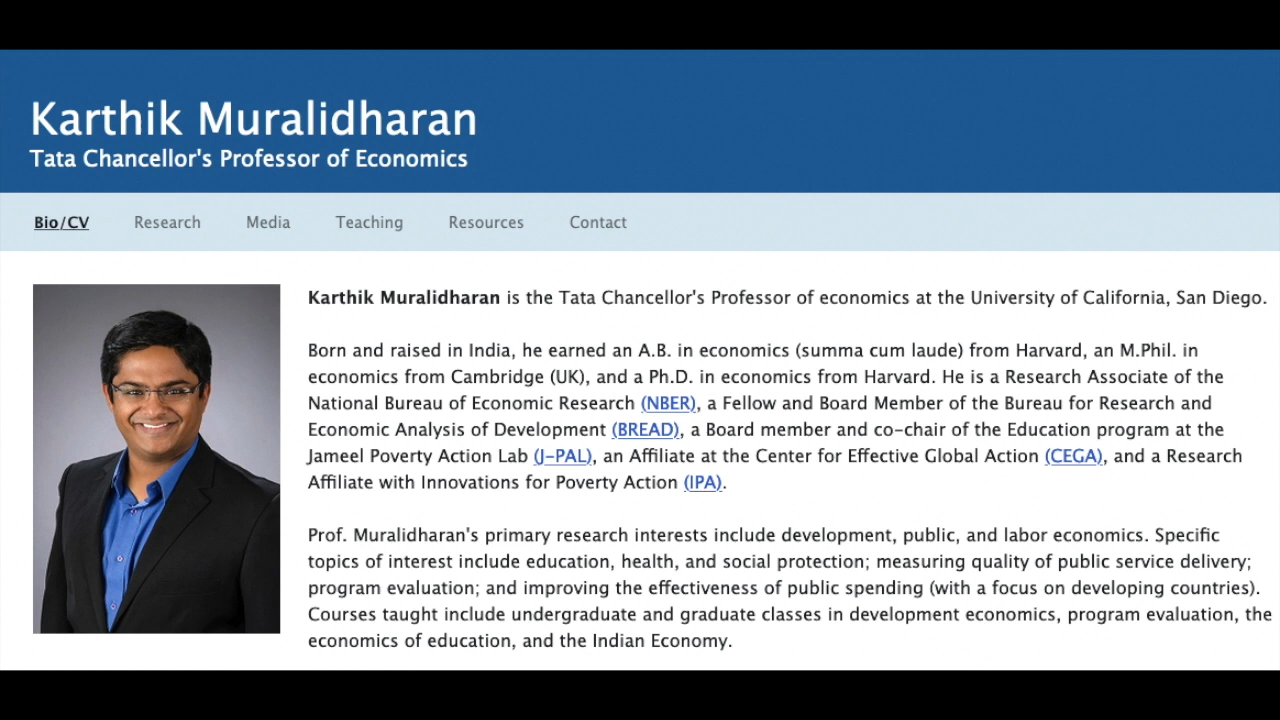 Karthik Muralidharan
Tata Chancellor's Professor of Economics
Bio/CV Research Media Teaching Resources Contact
Karthik Muralidharan is the Tata Chancellor's Professor of economics at the University of California, San Diego.
Born and raised in India, he earned an A.B. in economics (summa cum laude) from Harvard, an M.Phil. in
economics from Cambridge (UK), and a Ph.D. in economics from Harvard. He is a Research Associate of the
National Bureau of Economic Research (NBER), a Fellow and Board Member of the Bureau for Research and
Economic Analysis of Development (BREAD), a Board member and co-chair of the Education program at the
Jameel Poverty Action Lab (J-PAL), an Affiliate at the Center for Effective Global Action (CEGA), and a Research
Affiliate with Innovations for Poverty Action (IPA).
Prof. Muralidharan's primary research interests include development, public, and labor economics. Specific
topics of interest include education, health, and social protection; measuring quality of public service delivery;
program evaluation; and improving the effectiveness of public spending (with a focus on developing countries).
Courses taught include undergraduate and graduate classes in development economics, program evaluation, the
economics of education, and the Indian Economy.